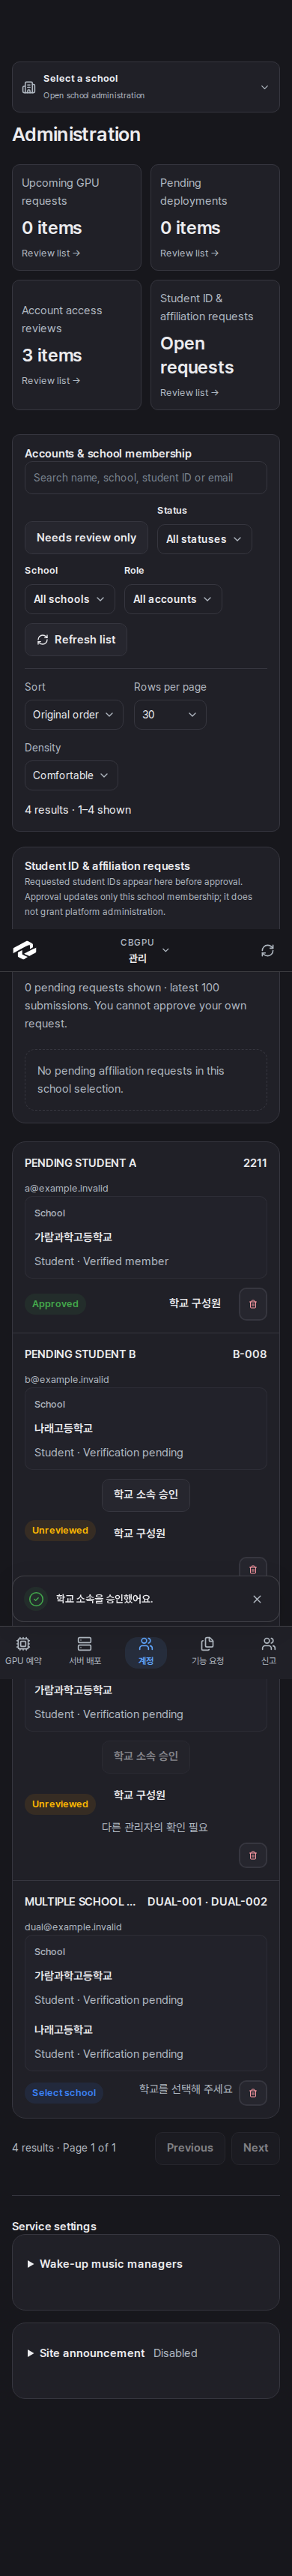 Select a school
Open school administration
Administration
Upcoming GPU
requests
0 items
Review list →
Pending
deployments
0 items
Review list →
Account access
reviews
3 items
Review list →
Student ID &
affiliation requests
Open
requests
Review list →
Accounts & school membership
Search name, school, student ID or email
Needs review only
Status
All statuses
School
All schools
Role
All accounts
Refresh list
Sort
Original order
Rows per page
30
Density
Comfortable
4 results · 1–4 shown
Student ID & affiliation requests
Requested student IDs appear here before approval.
Approval updates only this school membership; it does
not grant platform administration.
CBGPU
관리
0 pending requests shown · latest 100
submissions. You cannot approve your own
request.
No pending affiliation requests in this
school selection.
PENDING STUDENT A 2211
a@example.invalid
School
가람과학고등학교
Student · Verified member
Approved 학교 구성원
PENDING STUDENT B B-008
b@example.invalid
School
나래고등학교
Student · Verification pending
학교 소속 승인
Unreviewed 학교 구성원
학교 소속을 승인했어요.
GPU 예약 서버 배포 계정 기능 요청 신고
가람과학고등학교
Student · Verification pending
학교 소속 승인
Unreviewed 학교 구성원
다른 관리자의 확인 필요
MULTIPLE SCHOOL ... DUAL-001 · DUAL-002
dual@example.invalid
School
가람과학고등학교
Student · Verification pending
나래고등학교
Student · Verification pending
Select school 학교를 선택해 주세요
4 results · Page 1 of 1 Previous Next
Service settings
Wake-up music managers
Site announcement Disabled